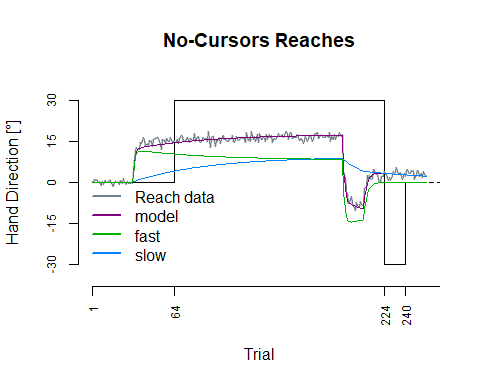 No-Cursors Reaches
Hand Direction [°]
30
15
0
-15
-30
Reach data
model
fast
slow
1
64
224
240
Trial